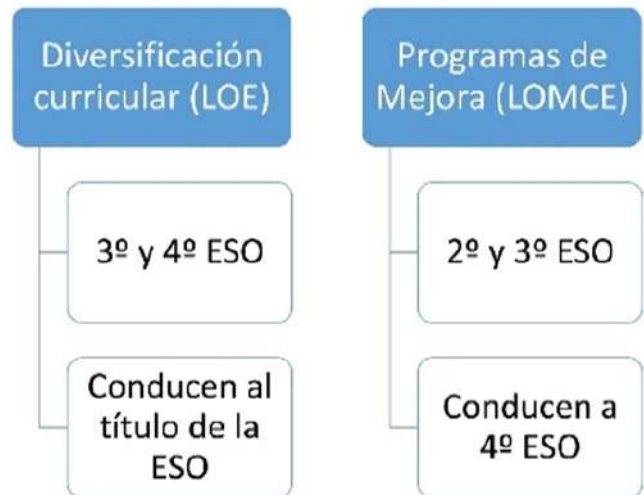 Diversificación
curricular (LOE)
3º y 4º ESO
Conducen al
título de la
ESO
Programas de
Mejora (LOMCE)
2º y 3º ESO
Conducen a
4º ESO